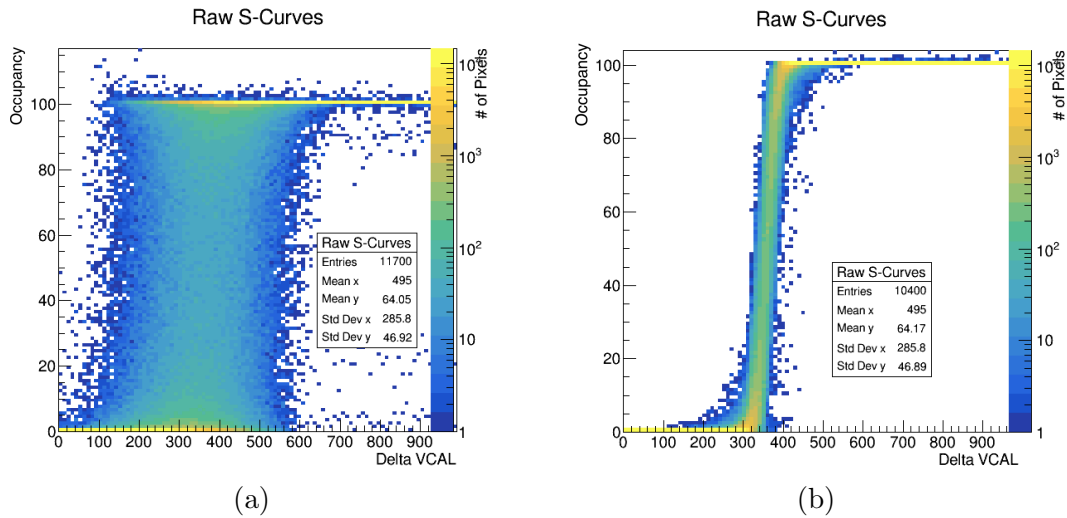 Raw S-Curves
Occupancy
100
80
60
40
20
0
0 100 200 300 400 500 600 700 800 900
Delta VCAL
Raw S-Curves
Entries 11700
Mean x 495
Mean y 64.05
Std Dev x 285.8
Std Dev y 46.92
# of Pixels
10⁴
10³
10²
10
1
(a)
Raw S-Curves
Occupancy
100
80
60
40
20
0
0 100 200 300 400 500 600 700 800 900
Delta VCAL
Raw S-Curves
Entries 10400
Mean x 495
Mean y 64.17
Std Dev x 285.8
Std Dev y 46.89
# of Pixels
10⁴
10³
10²
10
1
(b)